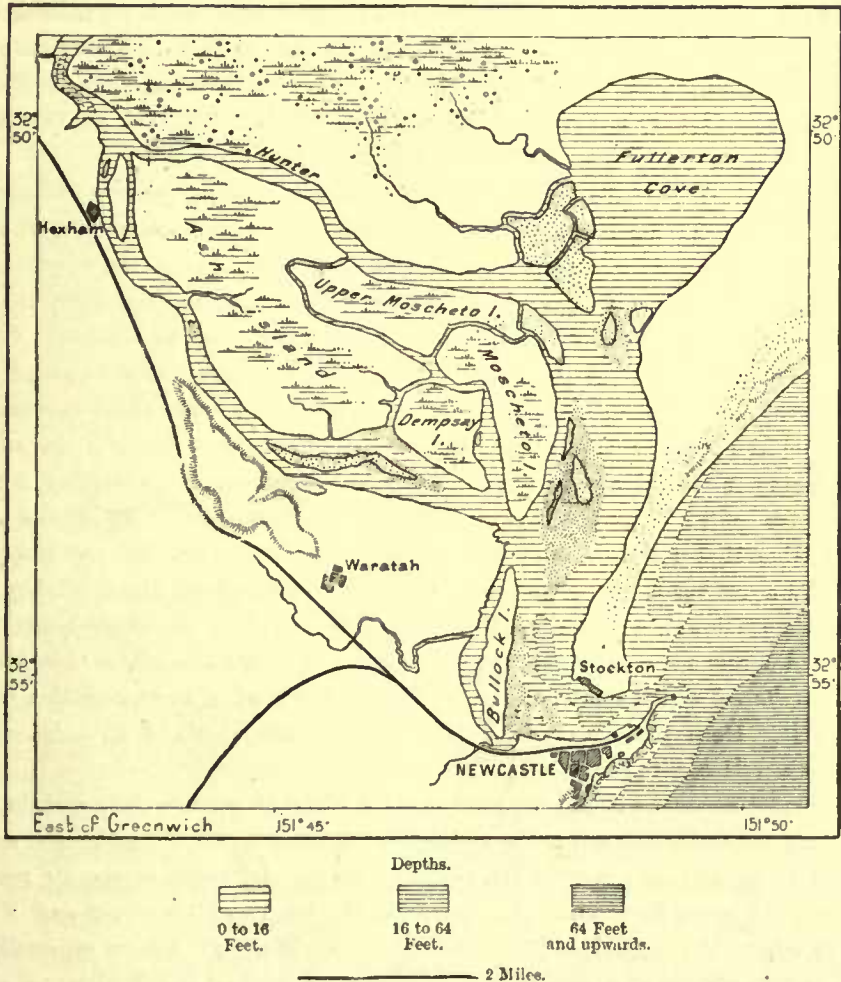 32°
50'
32°
50'
Hunter
Fullerton
Cove
Hexham
Ash
Island
Upper Moscheto I.
Moscheto I.
Dempsay
I.
Waratah
32°
55'
32°
55'
Bullock I.
Stockton
NEWCASTLE
East of Greenwich
151°45'
151°50'
Depths.
0 to 16
Feet.
16 to 64
Feet.
64 Feet
and upwards.
2 Miles.